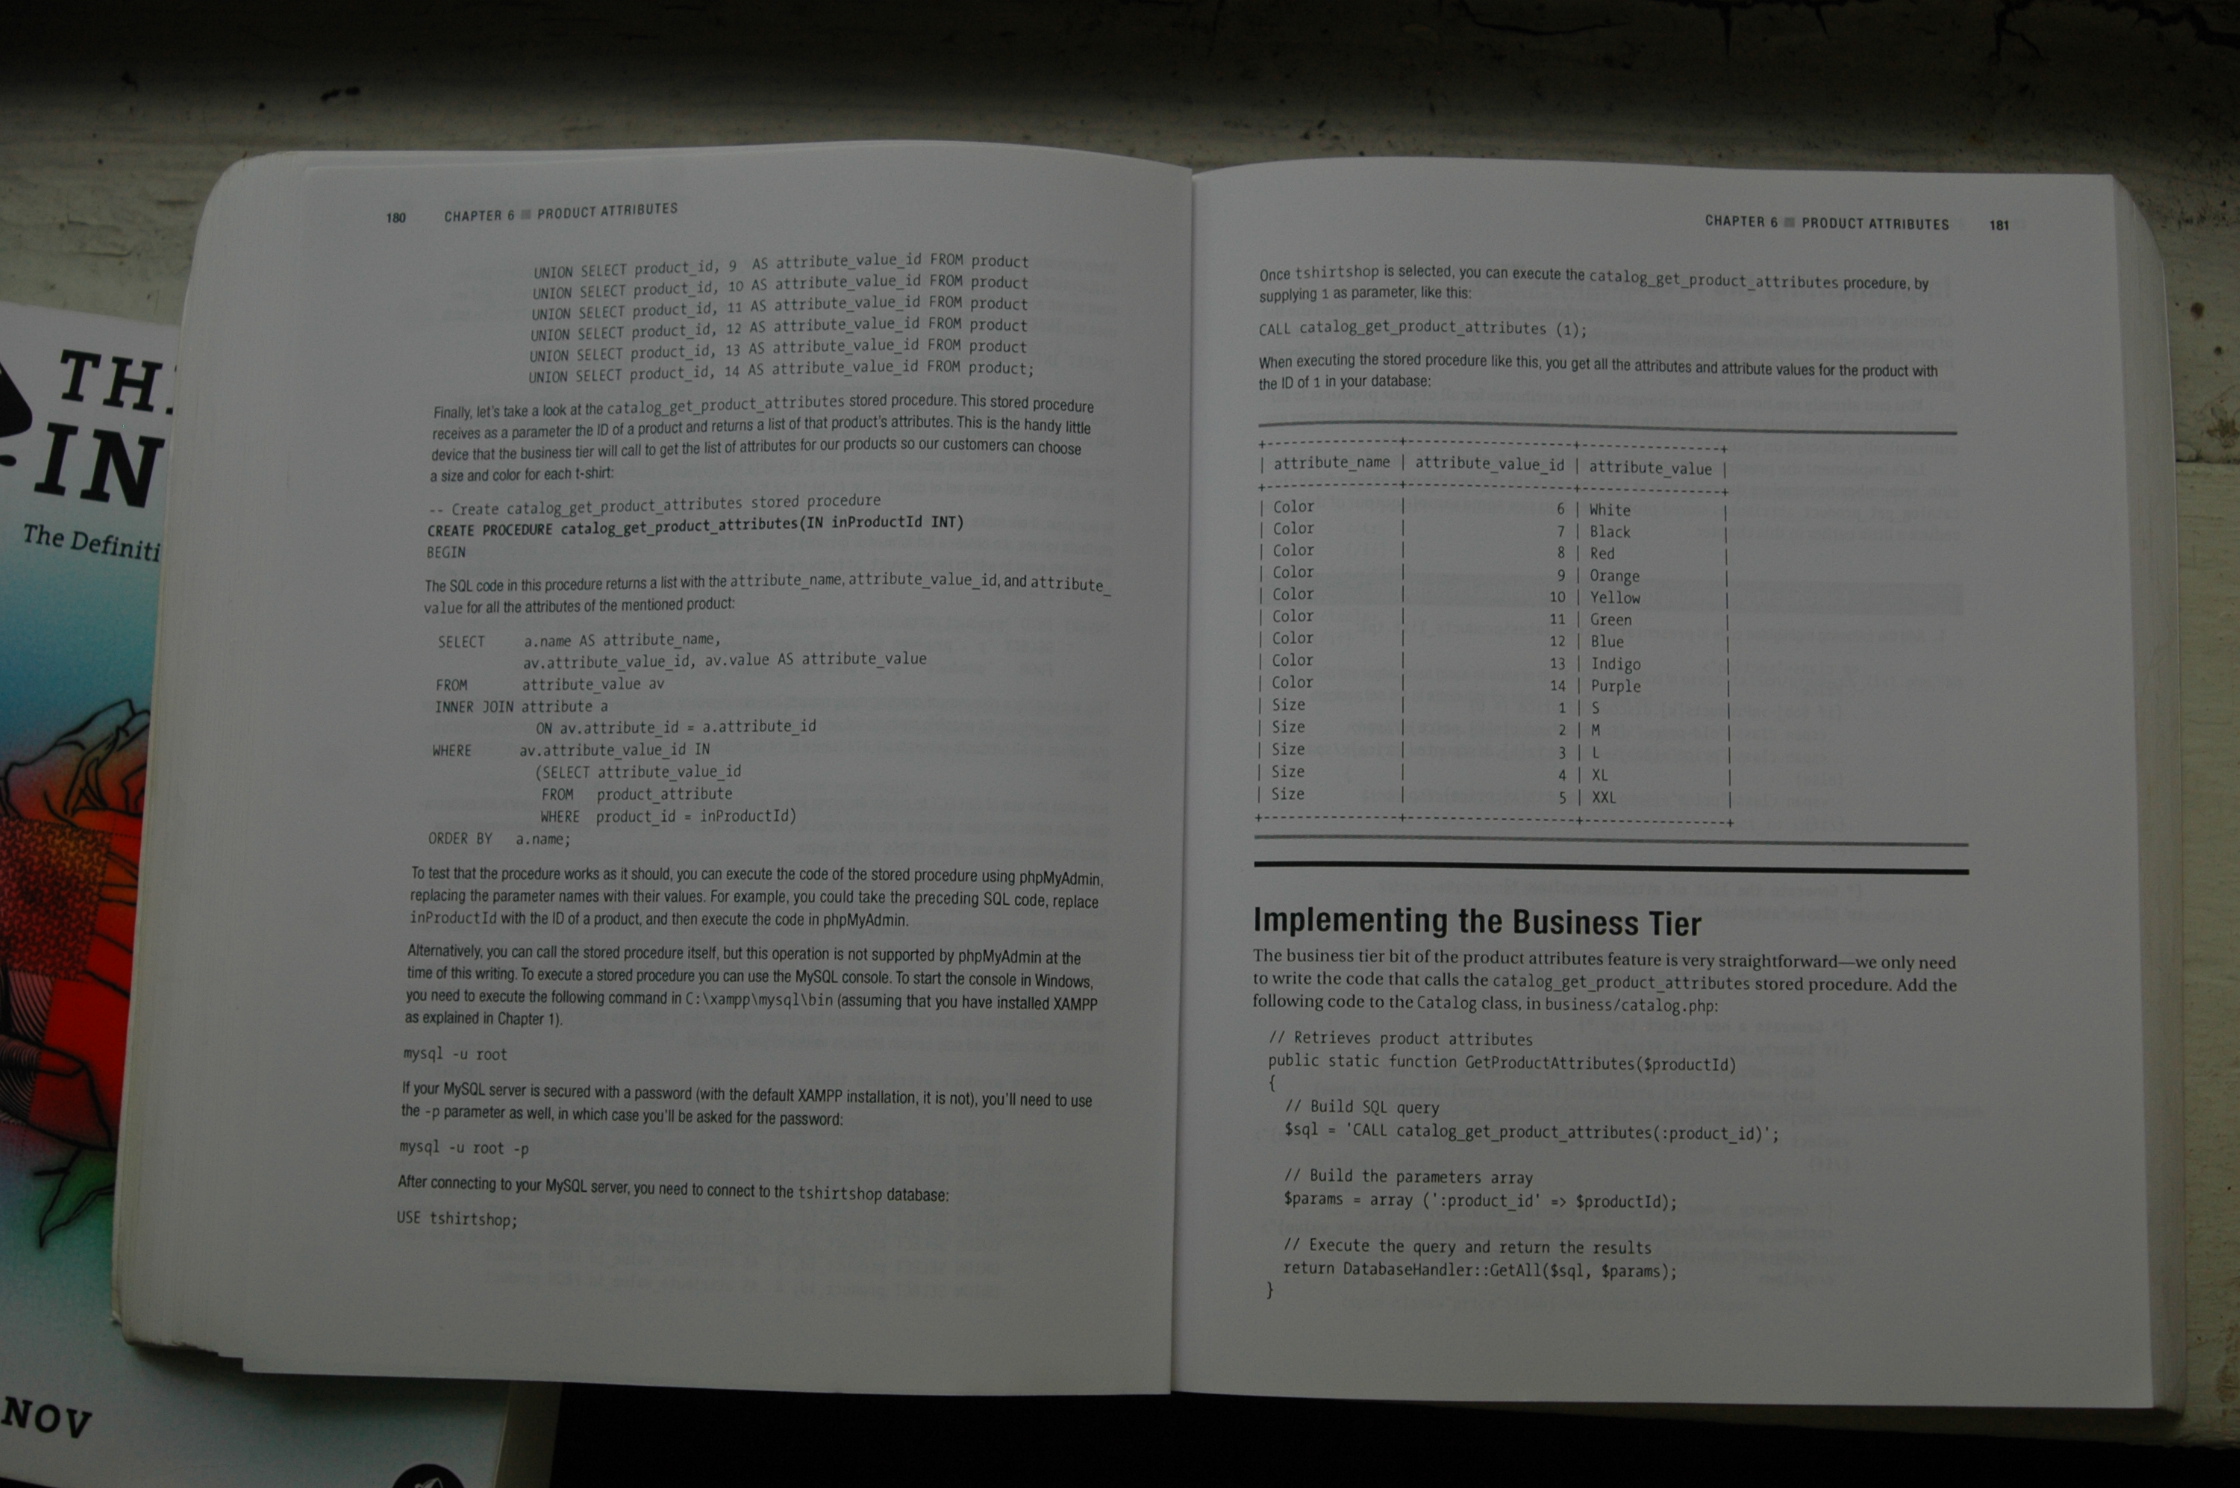 TH
IN
The Definiti
NOV
180 CHAPTER 6 ■ PRODUCT ATTRIBUTES
UNION SELECT product_id, 9  AS attribute_value_id FROM product
UNION SELECT product_id, 10 AS attribute_value_id FROM product
UNION SELECT product_id, 11 AS attribute_value_id FROM product
UNION SELECT product_id, 12 AS attribute_value_id FROM product
UNION SELECT product_id, 13 AS attribute_value_id FROM product
UNION SELECT product_id, 14 AS attribute_value_id FROM product;
Finally, let's take a look at the catalog_get_product_attributes stored procedure. This stored procedure
receives as a parameter the ID of a product and returns a list of that product's attributes. This is the handy little
device that the business tier will call to get the list of attributes for our products so our customers can choose
a size and color for each t-shirt:
-- Create catalog_get_product_attributes stored procedure
CREATE PROCEDURE catalog_get_product_attributes(IN inProductId INT)
BEGIN
The SQL code in this procedure returns a list with the attribute_name, attribute_value_id, and attribute_
value for all the attributes of the mentioned product:
SELECT a.name AS attribute_name,
av.attribute_value_id, av.value AS attribute_value
FROM attribute_value av
INNER JOIN attribute a
ON av.attribute_id = a.attribute_id
WHERE av.attribute_value_id IN
(SELECT attribute_value_id
FROM product_attribute
WHERE product_id = inProductId)
ORDER BY a.name;
To test that the procedure works as it should, you can execute the code of the stored procedure using phpMyAdmin,
replacing the parameter names with their values. For example, you could take the preceding SQL code, replace
inProductId with the ID of a product, and then execute the code in phpMyAdmin.
Alternatively, you can call the stored procedure itself, but this operation is not supported by phpMyAdmin at the
time of this writing. To execute a stored procedure you can use the MySQL console. To start the console in Windows,
you need to execute the following command in C:\xampp\mysql\bin (assuming that you have installed XAMPP
as explained in Chapter 1).
mysql -u root
If your MySQL server is secured with a password (with the default XAMPP installation, it is not), you'll need to use
the -p parameter as well, in which case you'll be asked for the password:
mysql -u root -p
After connecting to your MySQL server, you need to connect to the tshirtshop database:
USE tshirtshop;
CHAPTER 6 ■ PRODUCT ATTRIBUTES 181
Once tshirtshop is selected, you can execute the catalog_get_product_attributes procedure, by
supplying 1 as parameter, like this:
CALL catalog_get_product_attributes (1);
When executing the stored procedure like this, you get all the attributes and attribute values for the product with
the ID of 1 in your database:
+----------------+--------------------+-----------------+
| attribute_name | attribute_value_id | attribute_value |
+----------------+--------------------+-----------------+
| Color | 6 | White |
| Color | 7 | Black |
| Color | 8 | Red |
| Color | 9 | Orange |
| Color | 10 | Yellow |
| Color | 11 | Green |
| Color | 12 | Blue |
| Color | 13 | Indigo |
| Color | 14 | Purple |
| Size | 1 | S |
| Size | 2 | M |
| Size | 3 | L |
| Size | 4 | XL |
| Size | 5 | XXL |
+----------------+--------------------+-----------------+
Implementing the Business Tier
The business tier bit of the product attributes feature is very straightforward—we only need
to write the code that calls the catalog_get_product_attributes stored procedure. Add the
following code to the Catalog class, in business/catalog.php:
// Retrieves product attributes
public static function GetProductAttributes($productId)
{
// Build SQL query
$sql = 'CALL catalog_get_product_attributes(:product_id)';
// Build the parameters array
$params = array (':product_id' => $productId);
// Execute the query and return the results
return DatabaseHandler::GetAll($sql, $params);
}